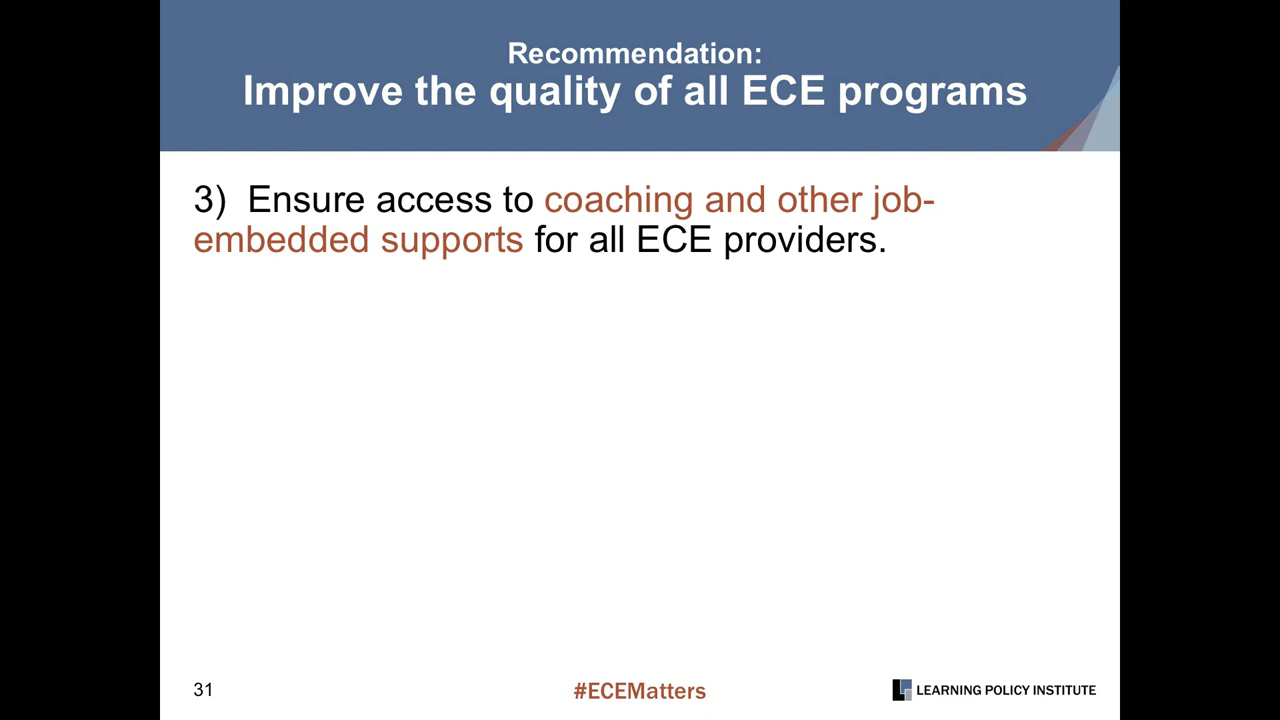 Recommendation:
Improve the quality of all ECE programs
3) Ensure access to coaching and other job-
embedded supports for all ECE providers.
31
#ECEMatters
LEARNING POLICY INSTITUTE